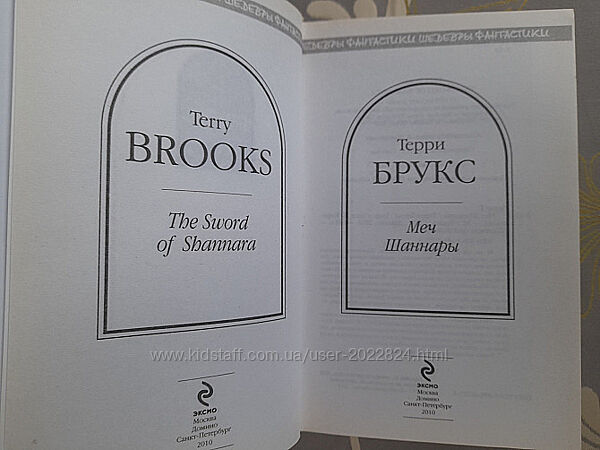 ШЕДЕВРЫ ФАНТАСТИКИ ШЕДЕВРЫ ФАНТАСТИКИ
Terry
BROOKS
The Sword
of Shannara
ЭКСМО
Москва
Домино
Санкт-Петербург
2010
Терри
БРУКС
Меч
Шаннары
ЭКСМО
Москва
Домино
Санкт-Петербург
2010
www.kidstaff.com.ua/user-2022824.html